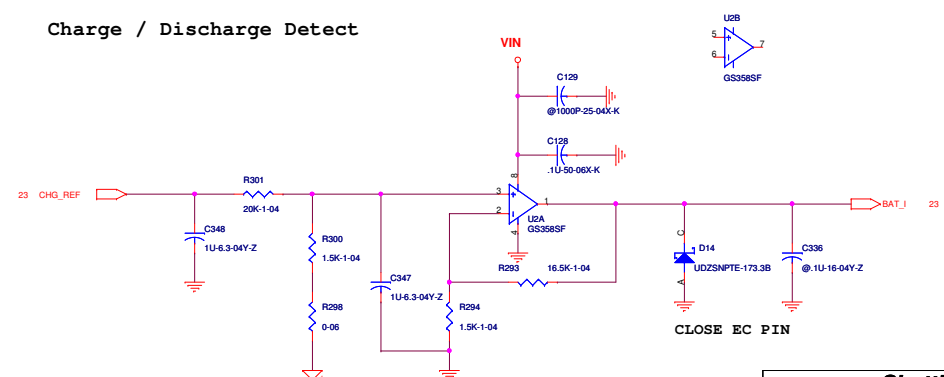 Charge / Discharge Detect
VIN
U2B
5
6
7
GS358SF
C129
@1000P-25-04X-K
C128
.1U-50-06X-K
8
23 CHG_REF
R301
20K-1-04
3
2
1
4
U2A
GS358SF
BAT_I 23
C348
1U-6.3-04Y-Z
R300
1.5K-1-04
C347
1U-6.3-04Y-Z
R293 16.5K-1-04
C
D14
UDZSNPTE-173.3B
A
C336
@.1U-16-04Y-Z
R298
0-06
R294
1.5K-1-04
CLOSE EC PIN